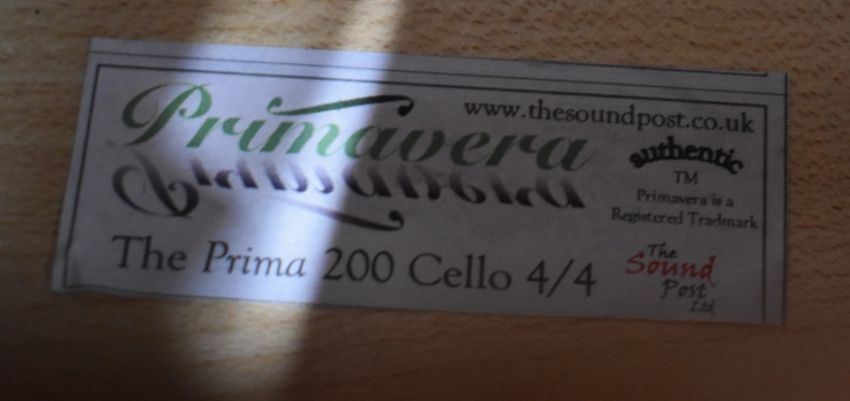 Primavera
www.thesoundpost.co.uk
authentic
TM
Primavera is a
Registered Tradmark
The Prima 200 Cello 4/4
The
Sound
Post
Ltd